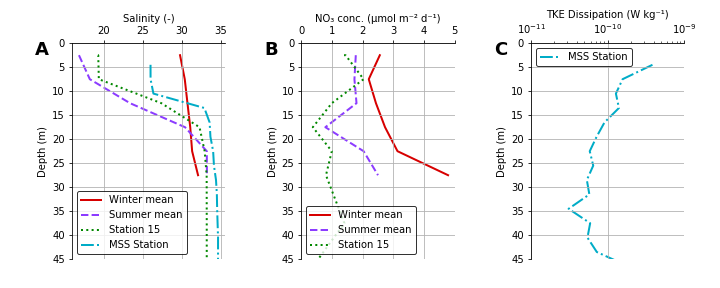 Salinity (-)
20 25 30 35
A
0
5
10
15
20
25
30
35
40
45
Depth (m)
Winter mean
Summer mean
Station 15
MSS Station
NO₃ conc. (μmol m⁻² d⁻¹)
0 1 2 3 4 5
B
0
5
10
15
20
25
30
35
40
45
Depth (m)
Winter mean
Summer mean
Station 15
TKE Dissipation (W kg⁻¹)
10⁻¹¹ 10⁻¹⁰ 10⁻⁹
C
0
5
10
15
20
25
30
35
40
45
Depth (m)
MSS Station